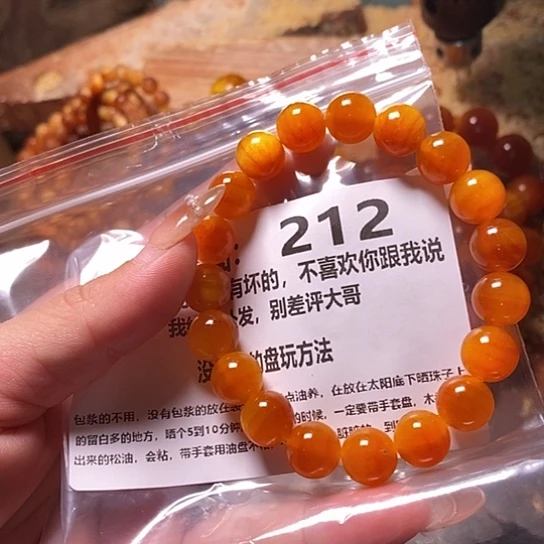 212
有坏的，不喜欢你跟我说
发，别差评大哥
的盘玩方法
包浆的不用，没有包浆的放在 点油养，在放在太阳底下晒珠子上
的留白多的地方，晒个5到10分钟 的时候，一定要带手套盘，木
出来的松油，会粘，带手套用油盘不